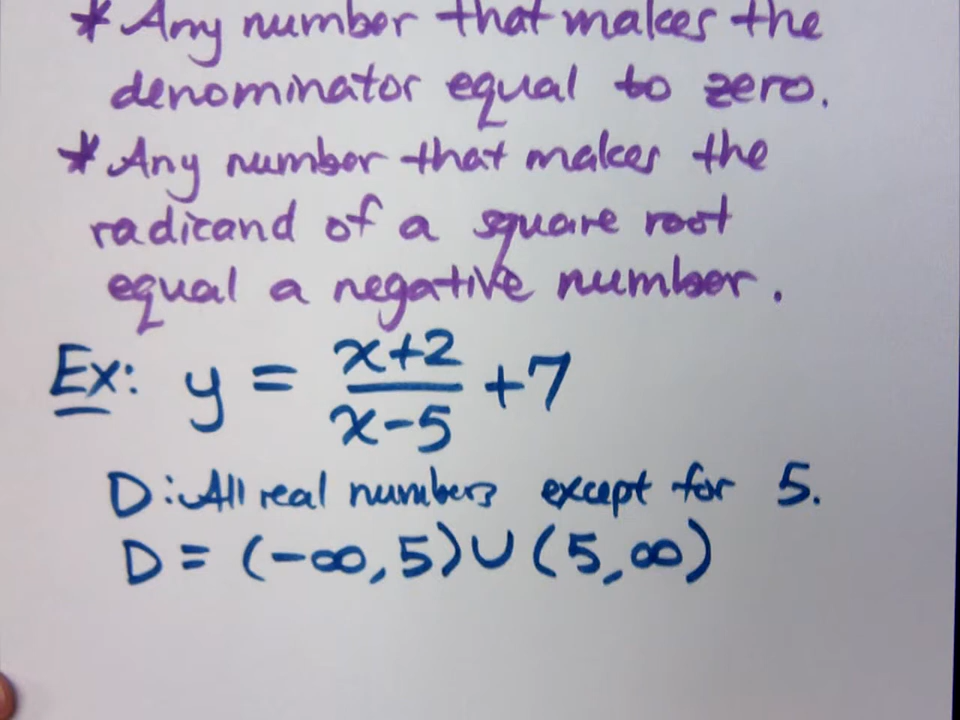 * Any number that makes the
denominator equal to zero.
* Any number that makes the
radicand of a square root
equal a negative number.
Ex: y = \frac{x+2}{x-5} +7
D: All real numbers except for 5.
D = (-∞, 5) ∪ (5, ∞)